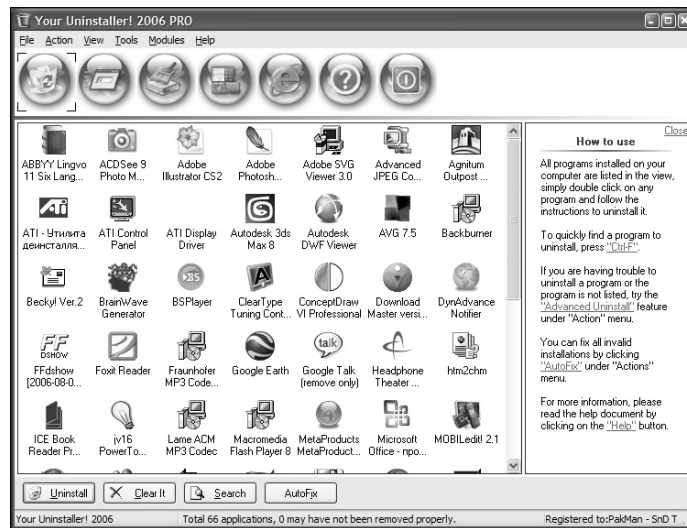 Your Uninstaller! 2006 PRO
File Action View Tools Modules Help
ABBYY Lingvo
11 Six Lang...
ACDSee 9
Photo M...
Adobe
Illustrator CS2
Adobe
Photosh...
Adobe SVG
Viewer 3.0
Advanced
JPEG Co...
Agnitum
Outpost ...
ATI - Утилита
деинсталля...
ATI Control
Panel
ATI Display
Driver
Autodesk 3ds
Max 8
Autodesk
DWF Viewer
AVG 7.5
Backburner
Becky! Ver.2
BrainWave
Generator
BSPlayer
ClearType
Tuning Cont...
ConceptDraw
VI Professional
Download
Master versi...
DynAdvance
Notifier
FFdshow
[2006-08-0...
Foxit Reader
Fraunhofer
MP3 Code...
Google Earth
Google Talk
(remove only)
Headphone
Theater ...
htm2chm
ICE Book
Reader Pr...
jv16
PowerTo...
Lame ACM
MP3 Codec
Macromedia
Flash Player 8
MetaProducts
MetaProduct...
Microsoft
Office - про...
MOBILedit! 2.1
Close
How to use
All programs installed on your
computer are listed in the view,
simply double click on any
program and follow the
instructions to uninstall it.
To quickly find a program to
uninstall, press "Ctrl-F".
If you are having trouble to
uninstall a program or the
program is not listed, try the
"Advanced Uninstall" feature
under "Action" menu.
You can fix all invalid
installations by clicking
"AutoFix" under "Actions"
menu.
For more information, please
read the help document by
clicking on the "Help" button.
Uninstall Clear It Search AutoFix
Your Uninstaller! 2006 Total 66 applications, 0 may have not been removed properly. Registered to:PakMan - SnD T